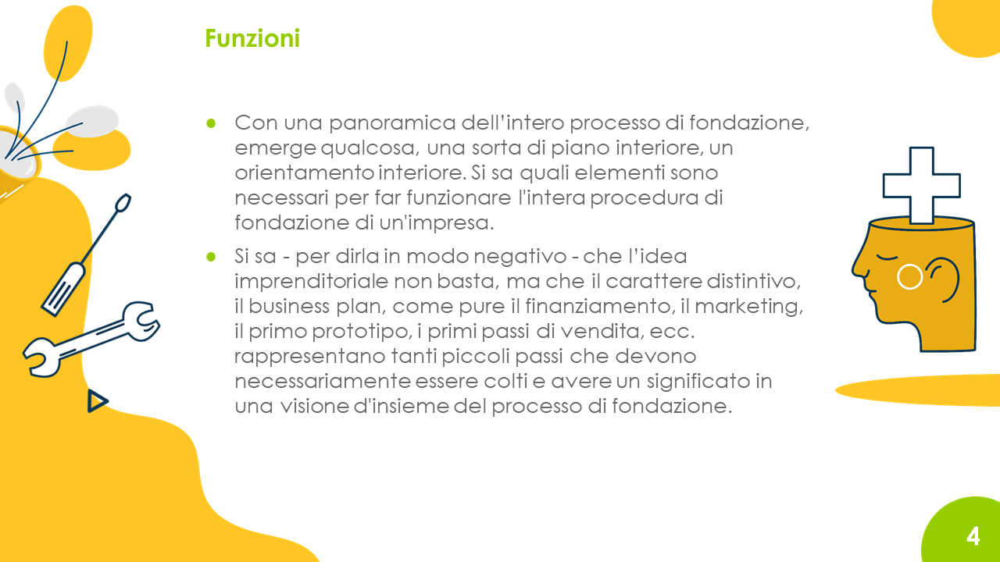 Funzioni
● Con una panoramica dell’intero processo di fondazione,
emerge qualcosa, una sorta di piano interiore, un
orientamento interiore. Si sa quali elementi sono
necessari per far funzionare l'intera procedura di
fondazione di un'impresa.
● Si sa - per dirla in modo negativo - che l’idea
imprenditoriale non basta, ma che il carattere distintivo,
il business plan, come pure il finanziamento, il marketing,
il primo prototipo, i primi passi di vendita, ecc.
rappresentano tanti piccoli passi che devono
necessariamente essere colti e avere un significato in
una visione d'insieme del processo di fondazione.
4